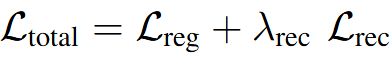 ℒ_total = ℒ_reg + λ_rec ℒ_rec